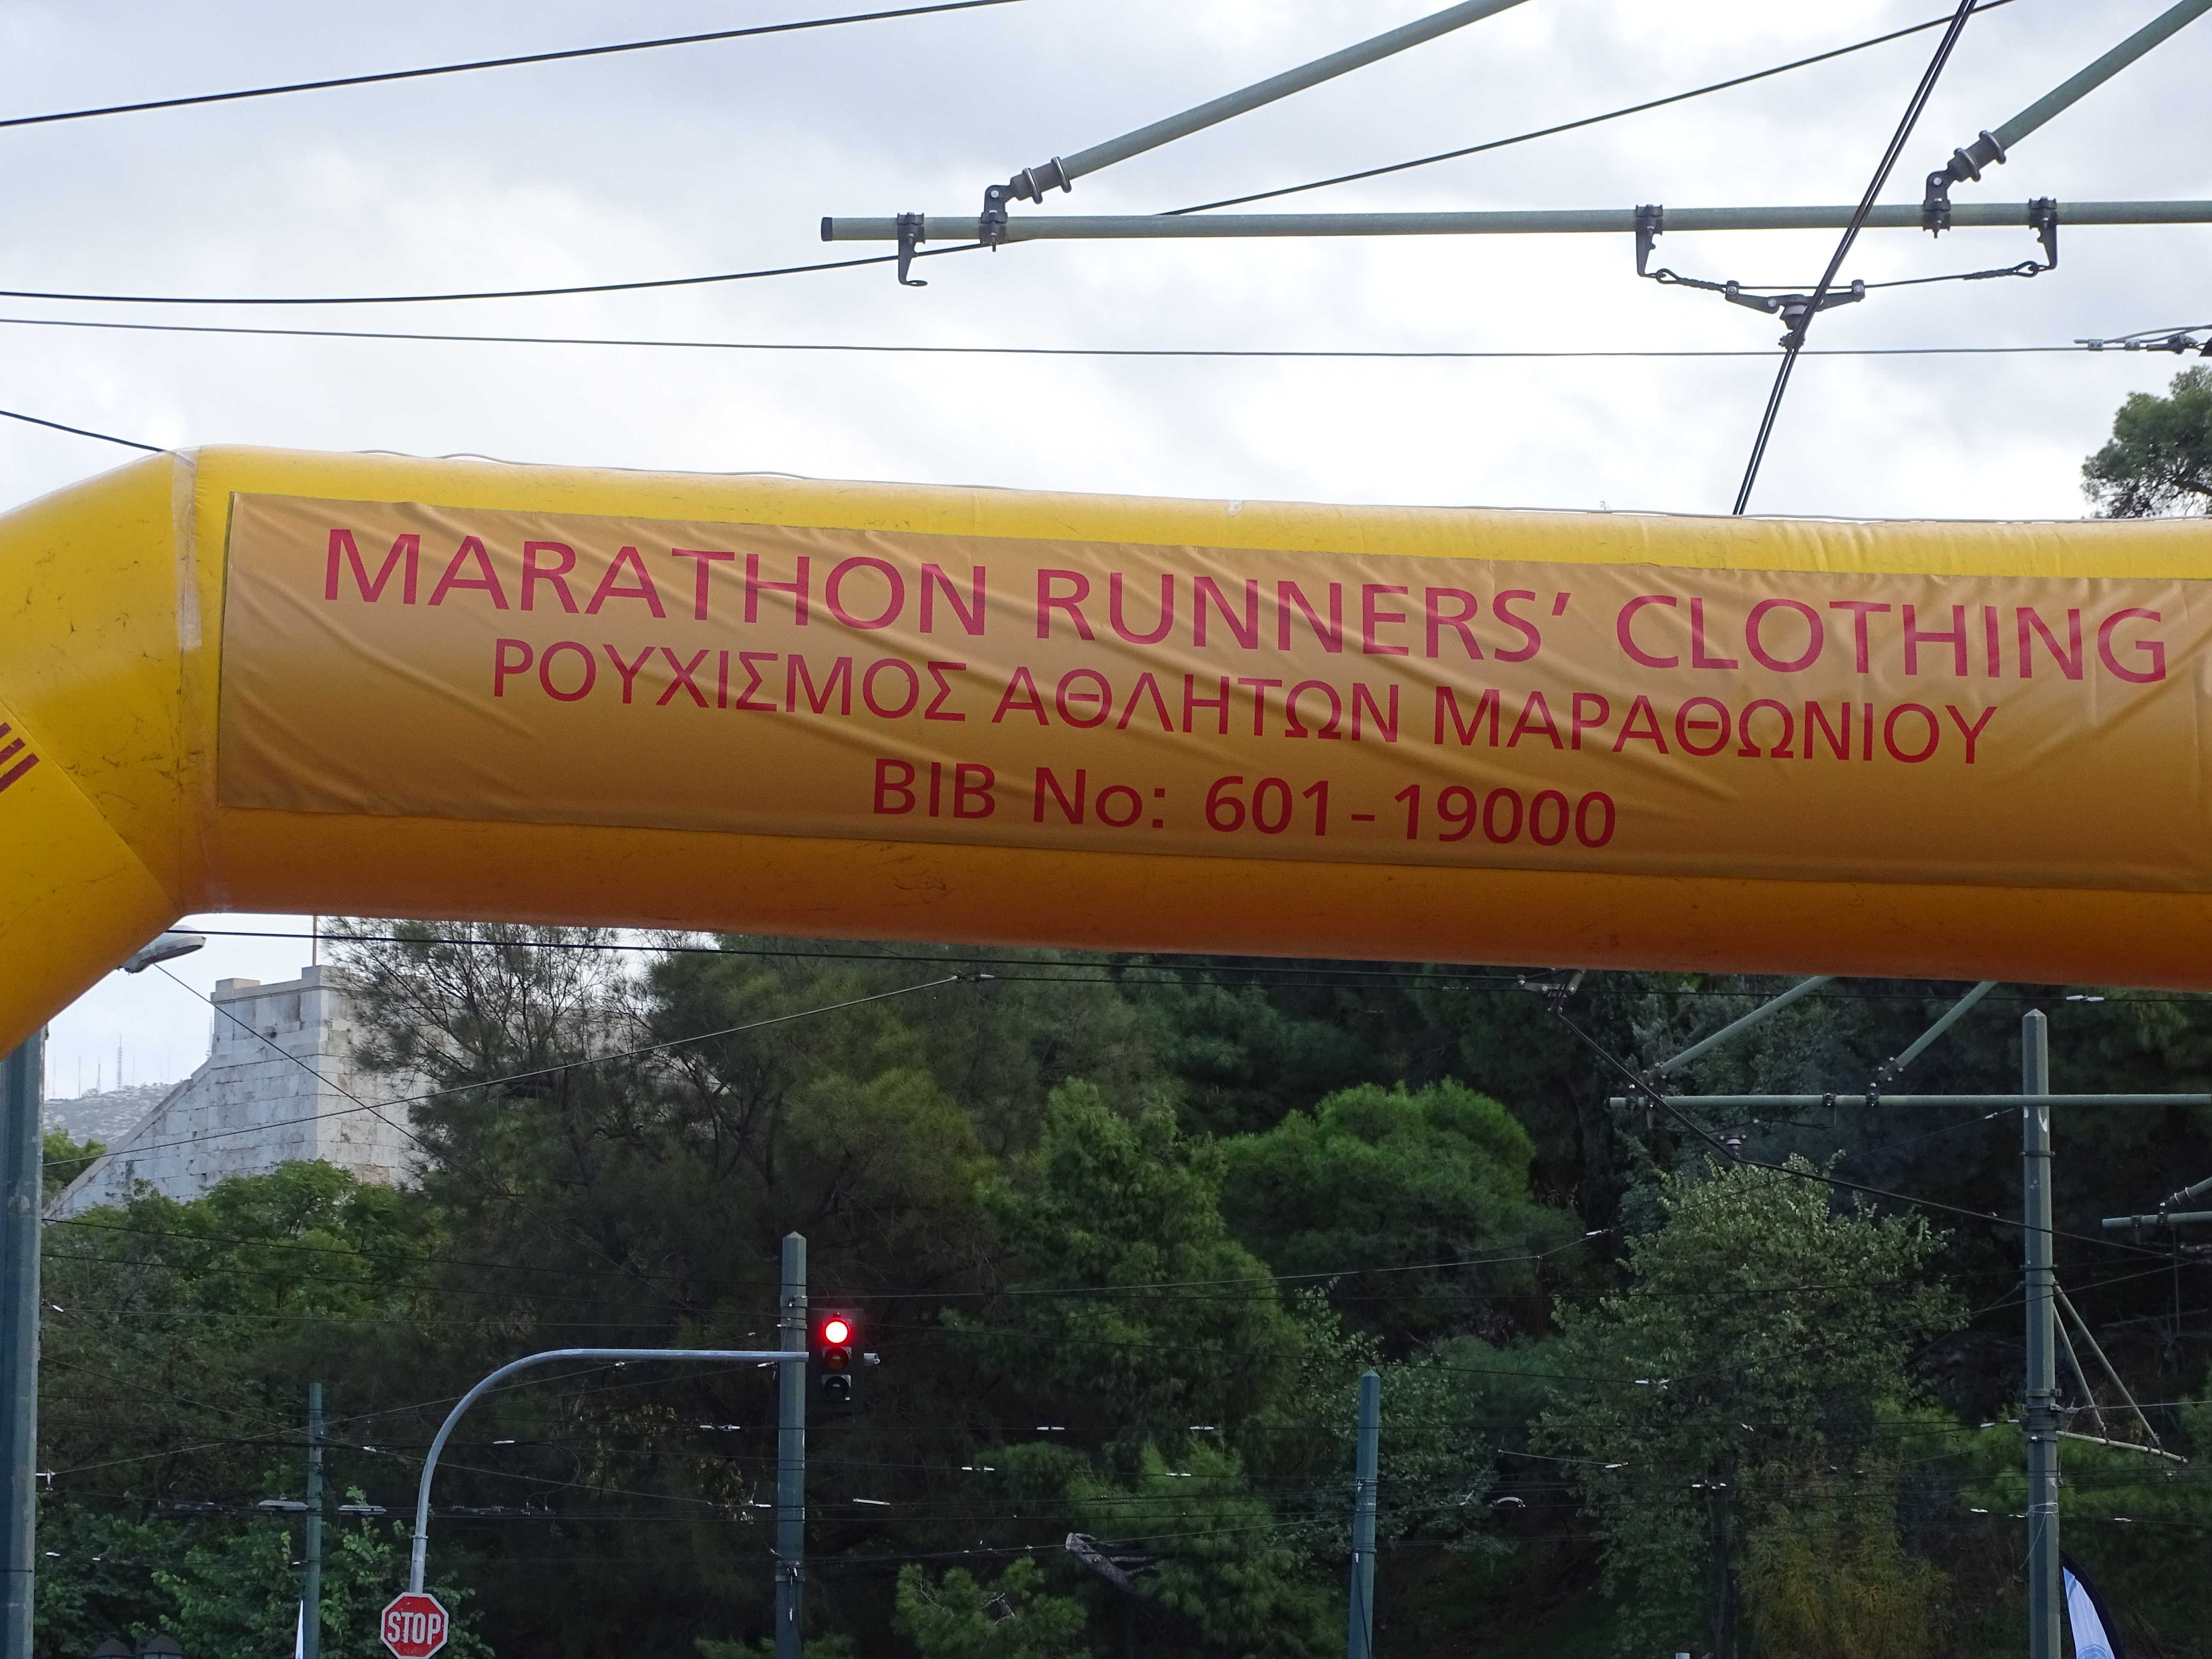 MARATHON RUNNERS’ CLOTHING
ΡΟΥΧΙΣΜΟΣ ΑΘΛΗΤΩΝ ΜΑΡΑΘΩΝΙΟΥ
BIB No: 601-19000
STOP